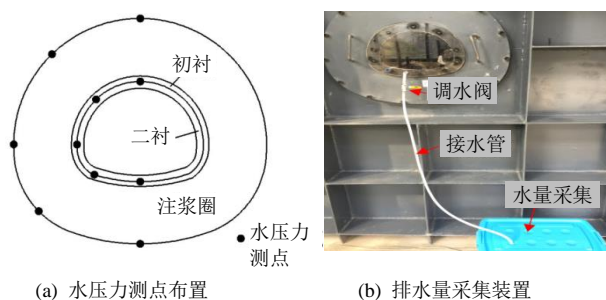 初衬
二衬
注浆圈
水压力
测点
(a) 水压力测点布置
调水阀
接水管
水量采集
(b) 排水量采集装置